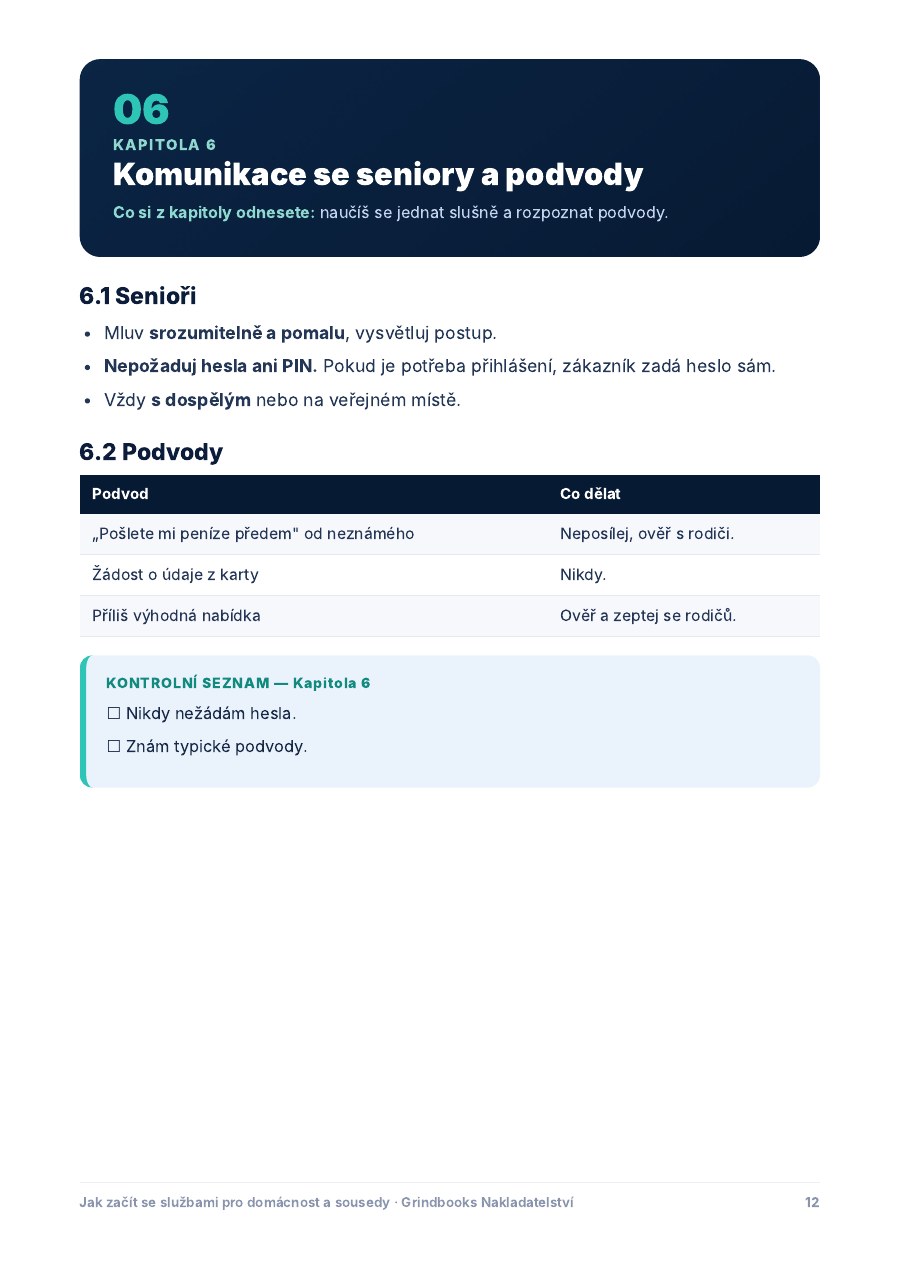 06
KAPITOLA 6
Komunikace se seniory a podvody
Co si z kapitoly odnesete: naučíš se jednat slušně a rozpoznat podvody.
6.1 Senioři
• Mluv srozumitelně a pomalu, vysvětluj postup.
• Nepožaduj hesla ani PIN. Pokud je potřeba přihlášení, zákazník zadá heslo sám.
• Vždy s dospělým nebo na veřejném místě.
6.2 Podvody
Podvod Co dělat
„Pošlete mi peníze předem" od neznámého Neposílej, ověř s rodiči.
Žádost o údaje z karty Nikdy.
Příliš výhodná nabídka Ověř a zeptej se rodičů.
KONTROLNÍ SEZNAM — Kapitola 6
☐ Nikdy nežádám hesla.
☐ Znám typické podvody.
Jak začít se službami pro domácnost a sousedy · Grindbooks Nakladatelství 12